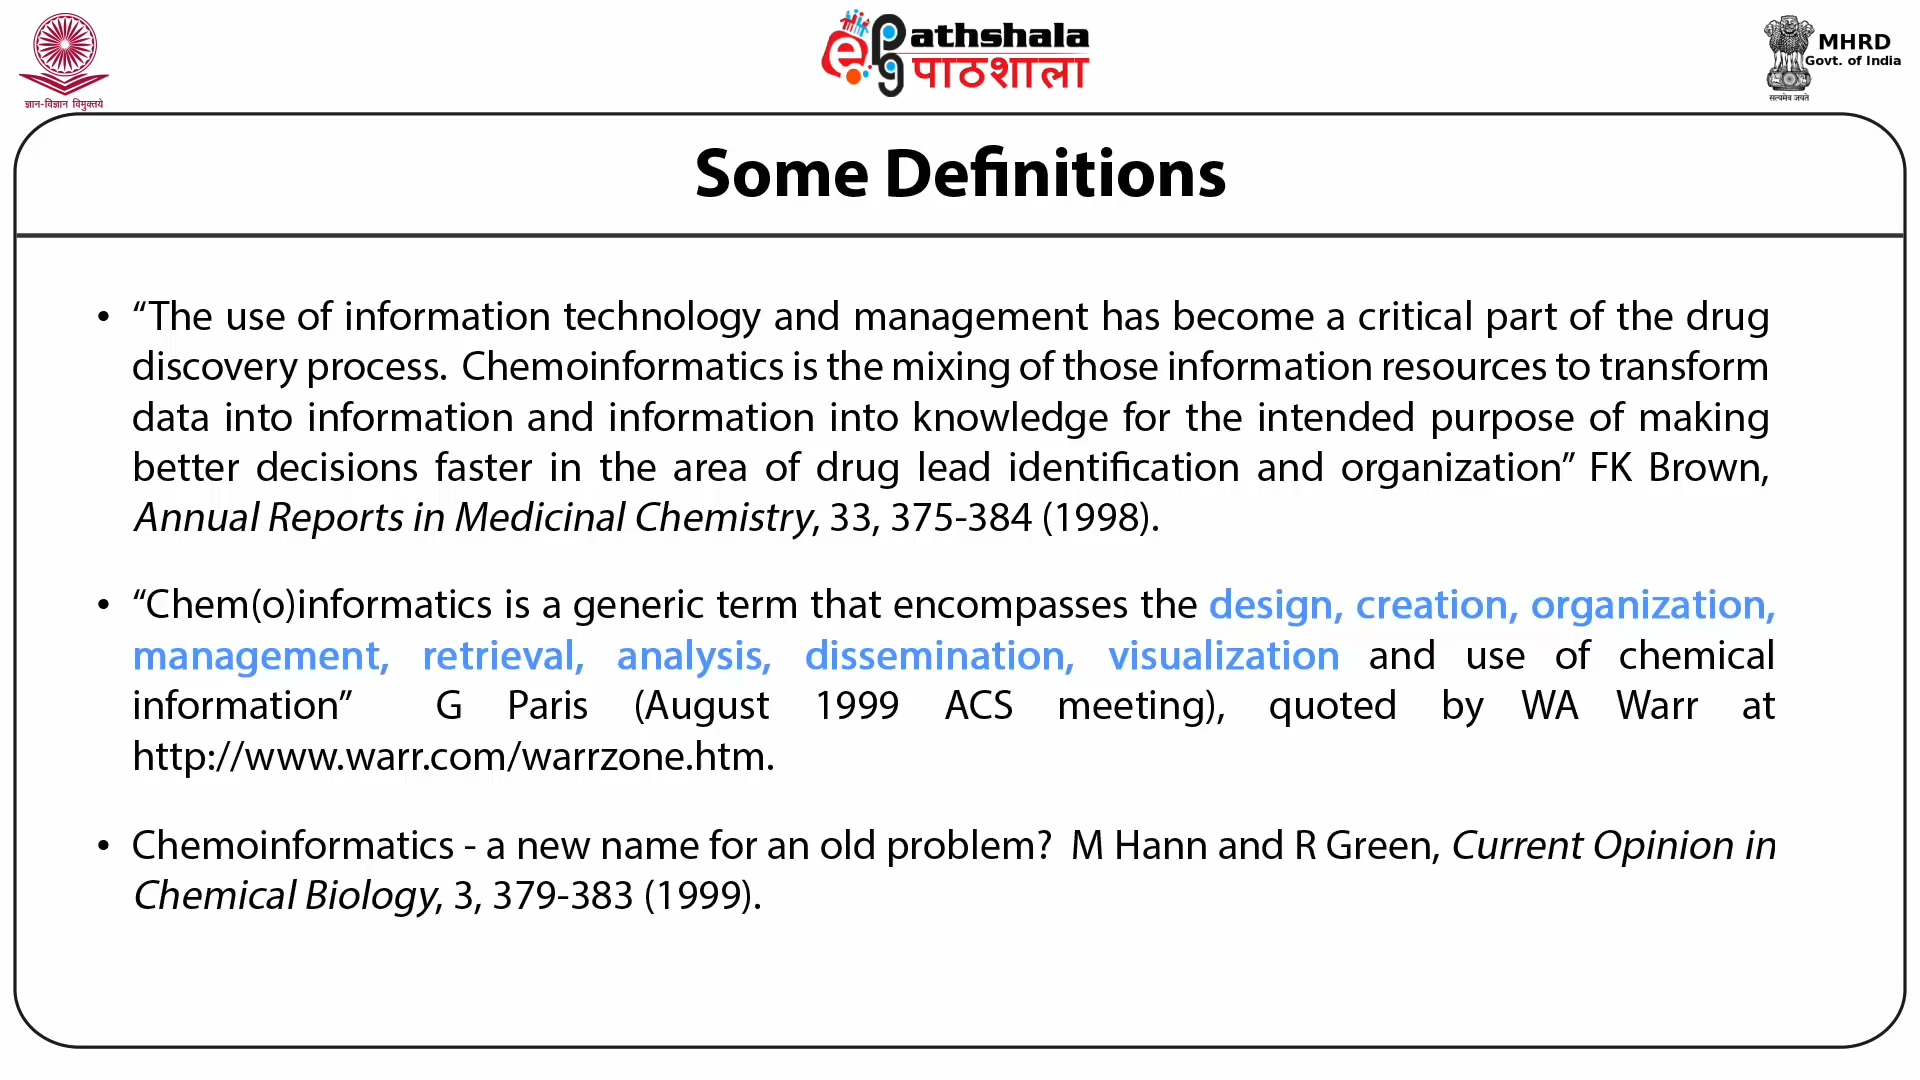 ज्ञान-विज्ञान विमुक्तये
ePathshala
पाठशाला
MHRD
Govt. of India
सत्यमेव जयते
Some Definitions
• “The use of information technology and management has become a critical part of the drug
discovery process. Chemoinformatics is the mixing of those information resources to transform
data into information and information into knowledge for the intended purpose of making
better decisions faster in the area of drug lead identification and organization” FK Brown,
Annual Reports in Medicinal Chemistry, 33, 375-384 (1998).
• “Chem(o)informatics is a generic term that encompasses the design, creation, organization,
management, retrieval, analysis, dissemination, visualization and use of chemical
information” G Paris (August 1999 ACS meeting), quoted by WA Warr at
http://www.warr.com/warrzone.htm.
• Chemoinformatics - a new name for an old problem? M Hann and R Green, Current Opinion in
Chemical Biology, 3, 379-383 (1999).